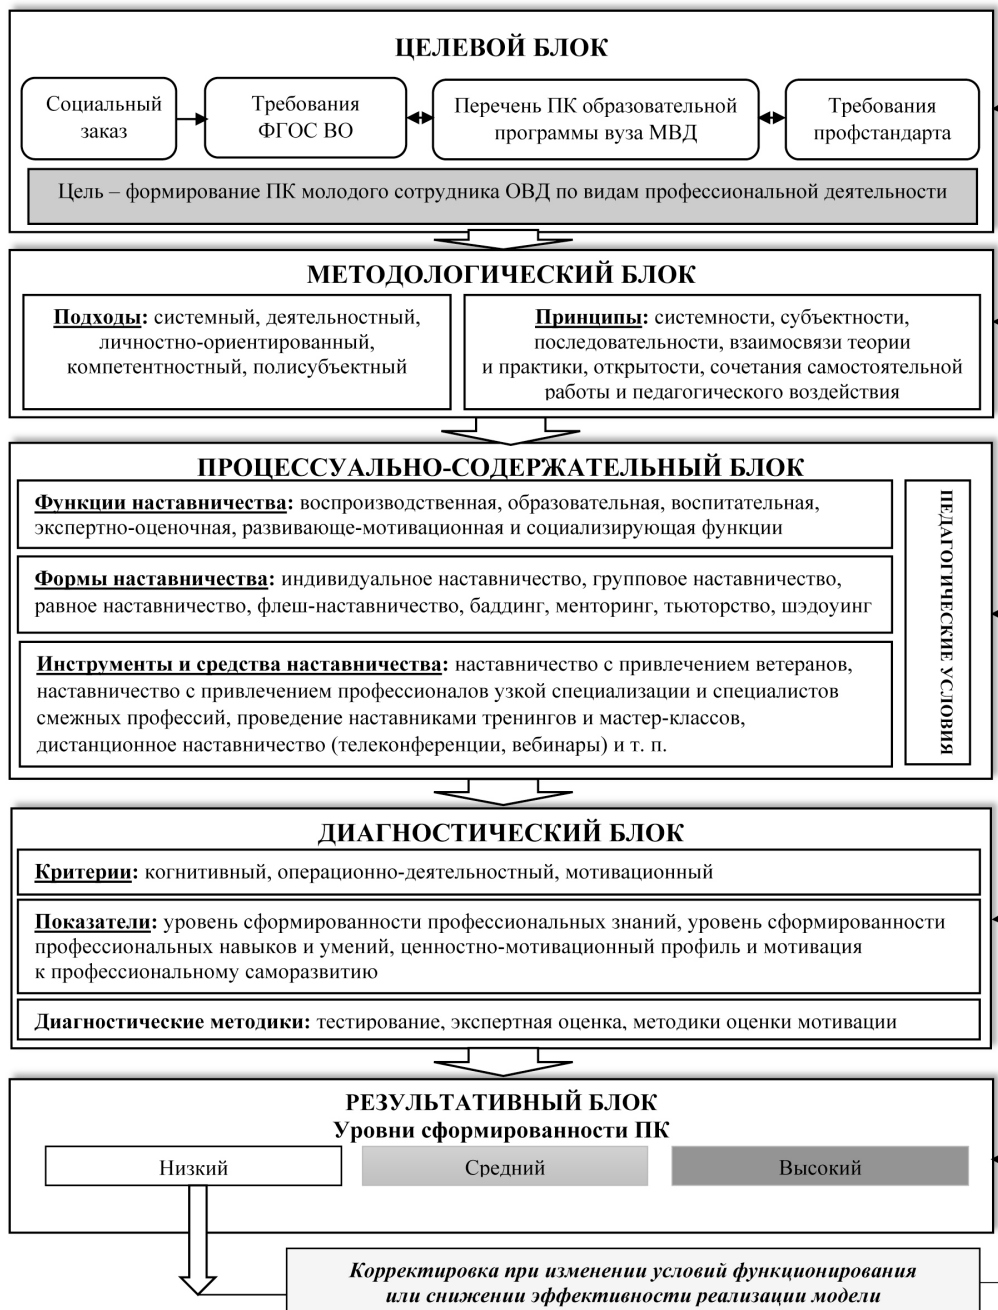 ЦЕЛЕВОЙ БЛОК
Социальный
заказ
Требования
ФГОС ВО
Перечень ПК образовательной
программы вуза МВД
Требования
профстандарта
Цель – формирование ПК молодого сотрудника ОВД по видам профессиональной деятельности
МЕТОДОЛОГИЧЕСКИЙ БЛОК
Подходы: системный, деятельностный,
личностно-ориентированный,
компетентностный, полисубъектный
Принципы: системности, субъектности,
последовательности, взаимосвязи теории
и практики, открытости, сочетания самостоятельной
работы и педагогического воздействия
ПРОЦЕССУАЛЬНО-СОДЕРЖАТЕЛЬНЫЙ БЛОК
Функции наставничества: воспроизводственная, образовательная, воспитательная,
экспертно-оценочная, развивающе-мотивационная и социализирующая функции
Формы наставничества: индивидуальное наставничество, групповое наставничество,
равное наставничество, флеш-наставничество, баддинг, менторинг, тьюторство, шэдоуинг
Инструменты и средства наставничества: наставничество с привлечением ветеранов,
наставничество с привлечением профессионалов узкой специализации и специалистов
смежных профессий, проведение наставниками тренингов и мастер-классов,
дистанционное наставничество (телеконференции, вебинары) и т. п.
ПЕДАГОГИЧЕСКИЕ УСЛОВИЯ
ДИАГНОСТИЧЕСКИЙ БЛОК
Критерии: когнитивный, операционно-деятельностный, мотивационный
Показатели: уровень сформированности профессиональных знаний, уровень сформированности
профессиональных навыков и умений, ценностно-мотивационный профиль и мотивация
к профессиональному саморазвитию
Диагностические методики: тестирование, экспертная оценка, методики оценки мотивации
РЕЗУЛЬТАТИВНЫЙ БЛОК
Уровни сформированности ПК
Низкий
Средний
Высокий
Корректировка при изменении условий функционирования
или снижении эффективности реализации модели